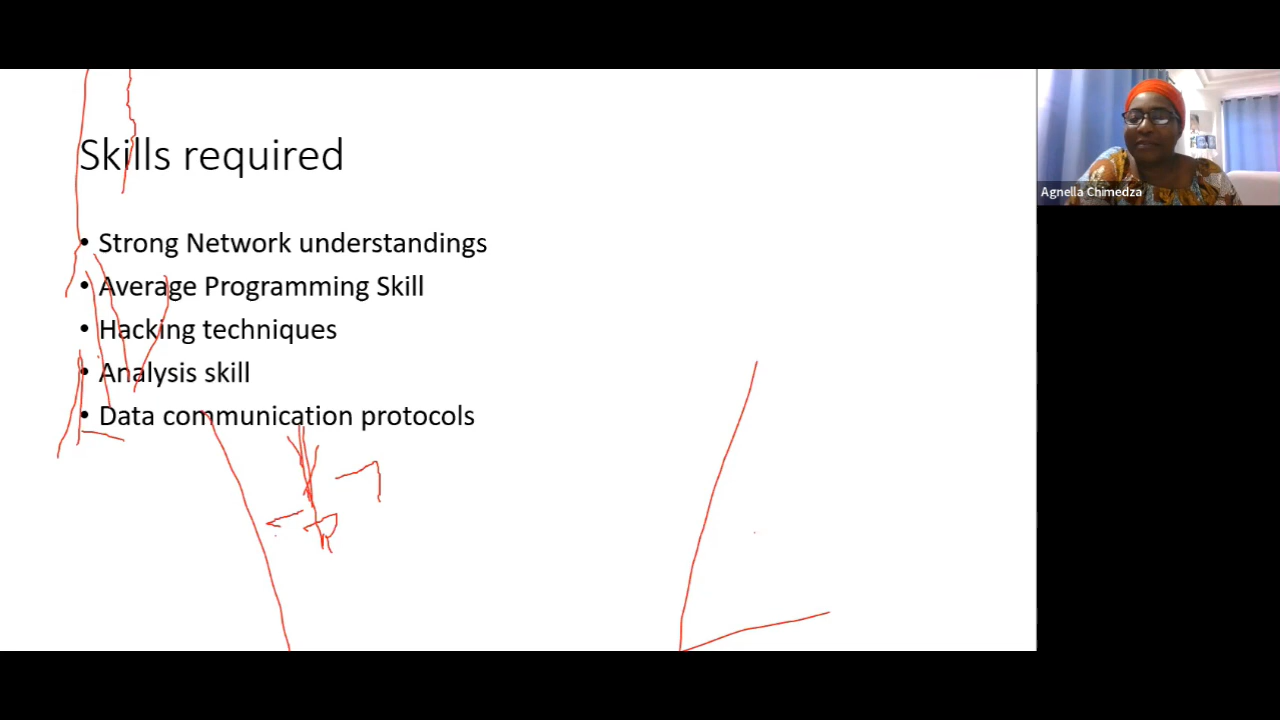 Skills required
• Strong Network understandings
• Average Programming Skill
• Hacking techniques
• Analysis skill
• Data communication protocols
Agnella Chimedza